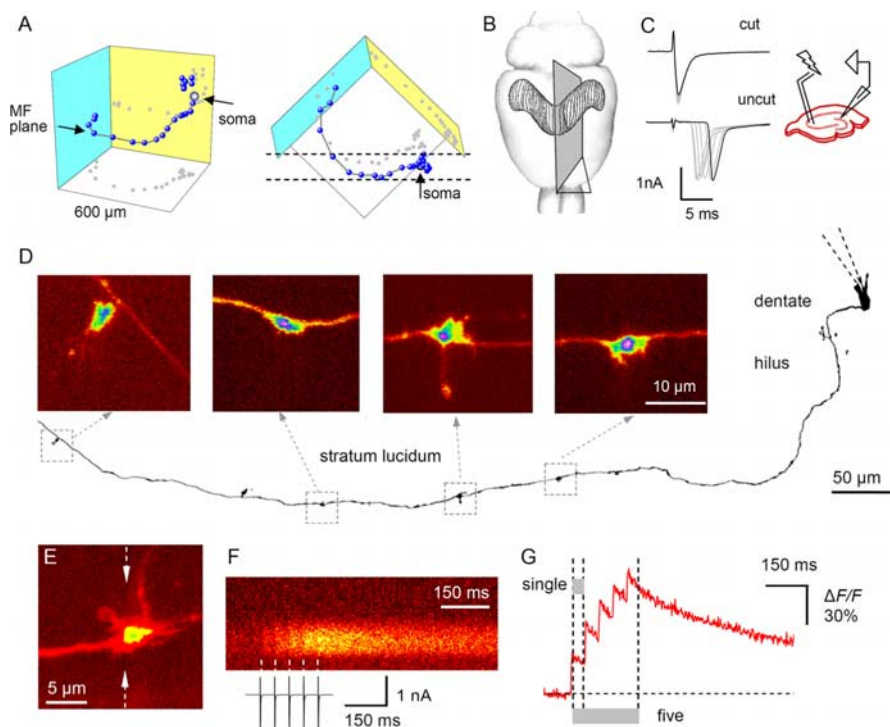 A
MF
plane
soma
600 µm
soma
B
C
cut
uncut
1nA
5 ms
D
dentate
hilus
10 µm
stratum lucidum
50 µm
E
5 µm
F
150 ms
1 nA
150 ms
G
single
150 ms
ΔF/F
30%
five